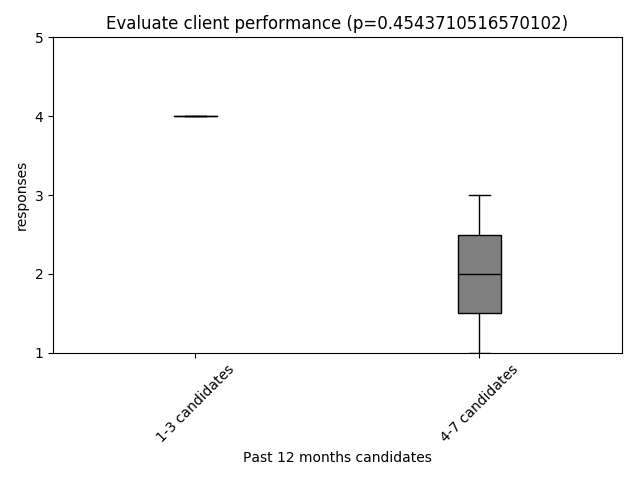 Evaluate client performance (p=0.4543710516570102)
5
4
3
2
1
responses
1-3 candidates
4-7 candidates
Past 12 months candidates